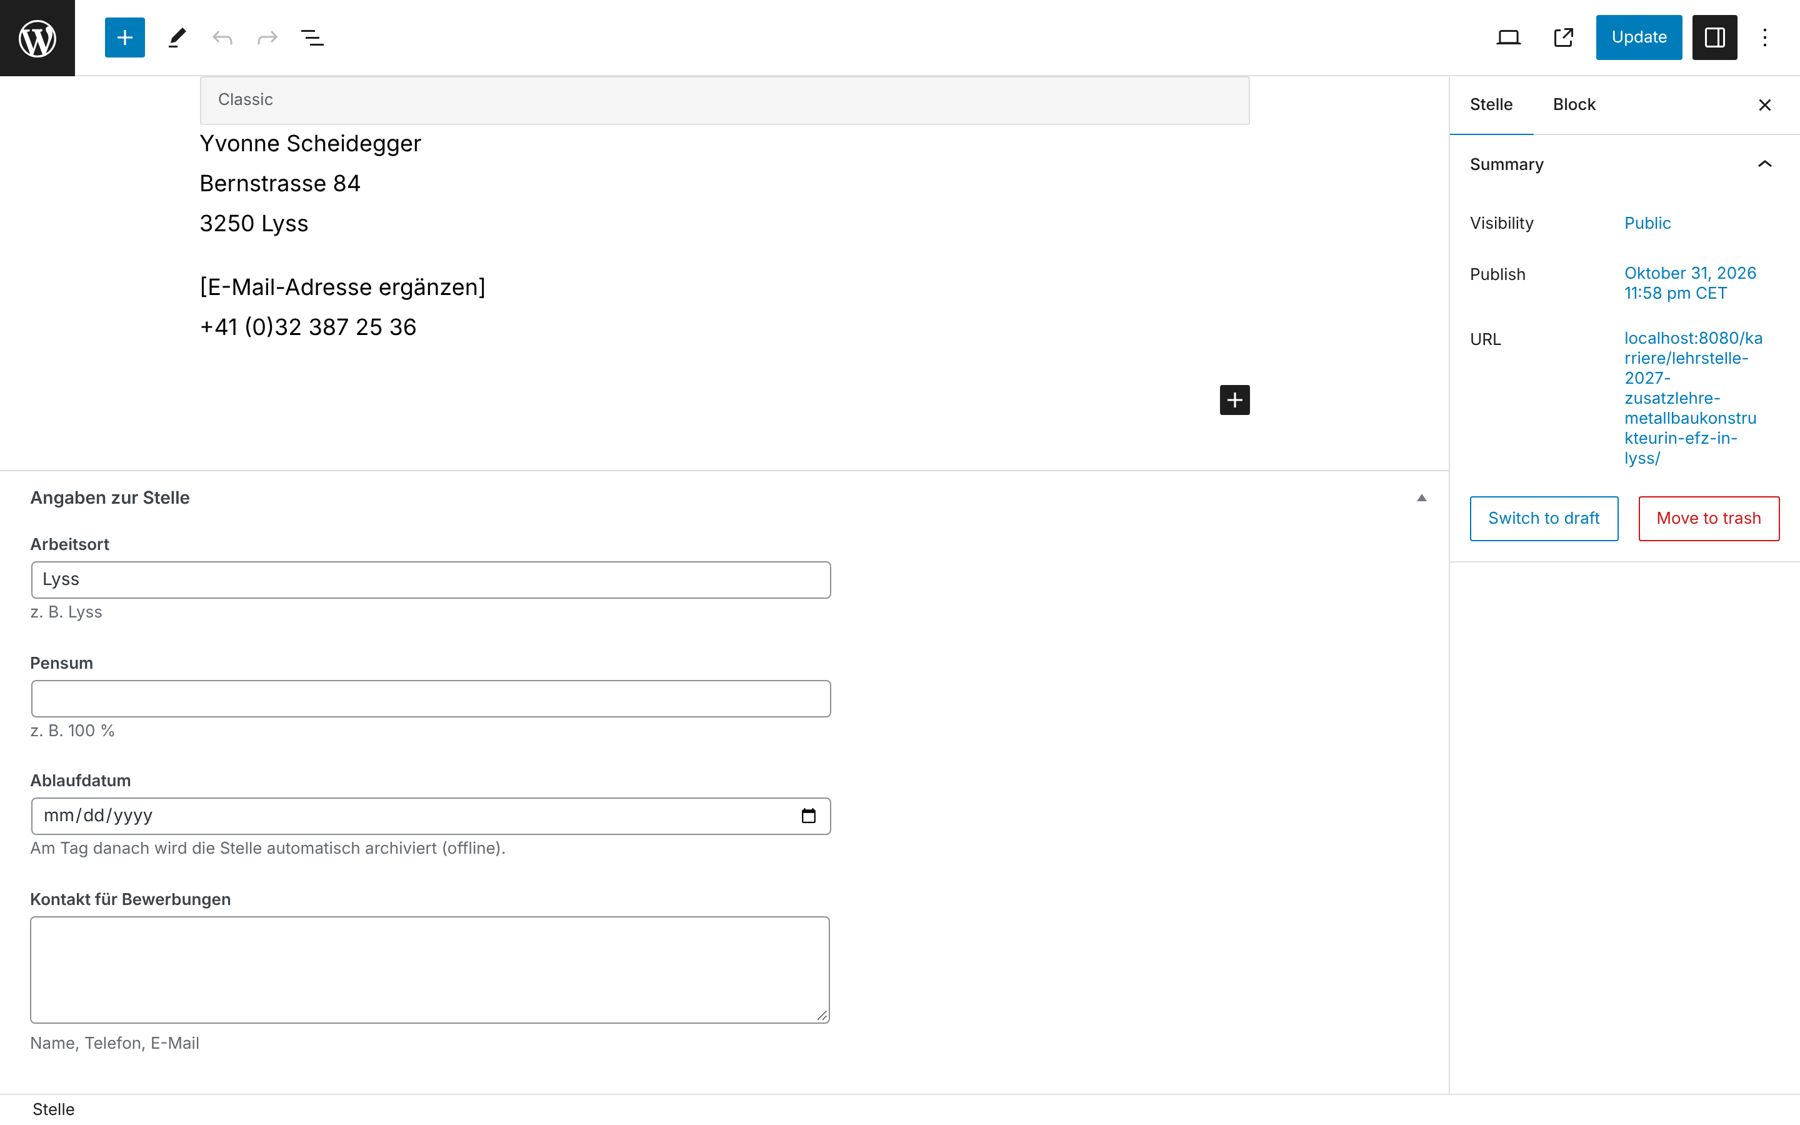 Update
Classic
Yvonne Scheidegger
Bernstrasse 84
3250 Lyss
[E-Mail-Adresse ergänzen]
+41 (0)32 387 25 36
Angaben zur Stelle
Arbeitsort
Lyss
z. B. Lyss
Pensum
z. B. 100 %
Ablaufdatum
mm/dd/yyyy
Am Tag danach wird die Stelle automatisch archiviert (offline).
Kontakt für Bewerbungen
Name, Telefon, E-Mail
Stelle
Stelle Block
Summary
Visibility Public
Publish Oktober 31, 2026
11:58 pm CET
URL localhost:8080/ka
rriere/lehrstelle-
2027-
zusatzlehre-
metallbaukonstru
kteurin-efz-in-
lyss/
Switch to draft Move to trash